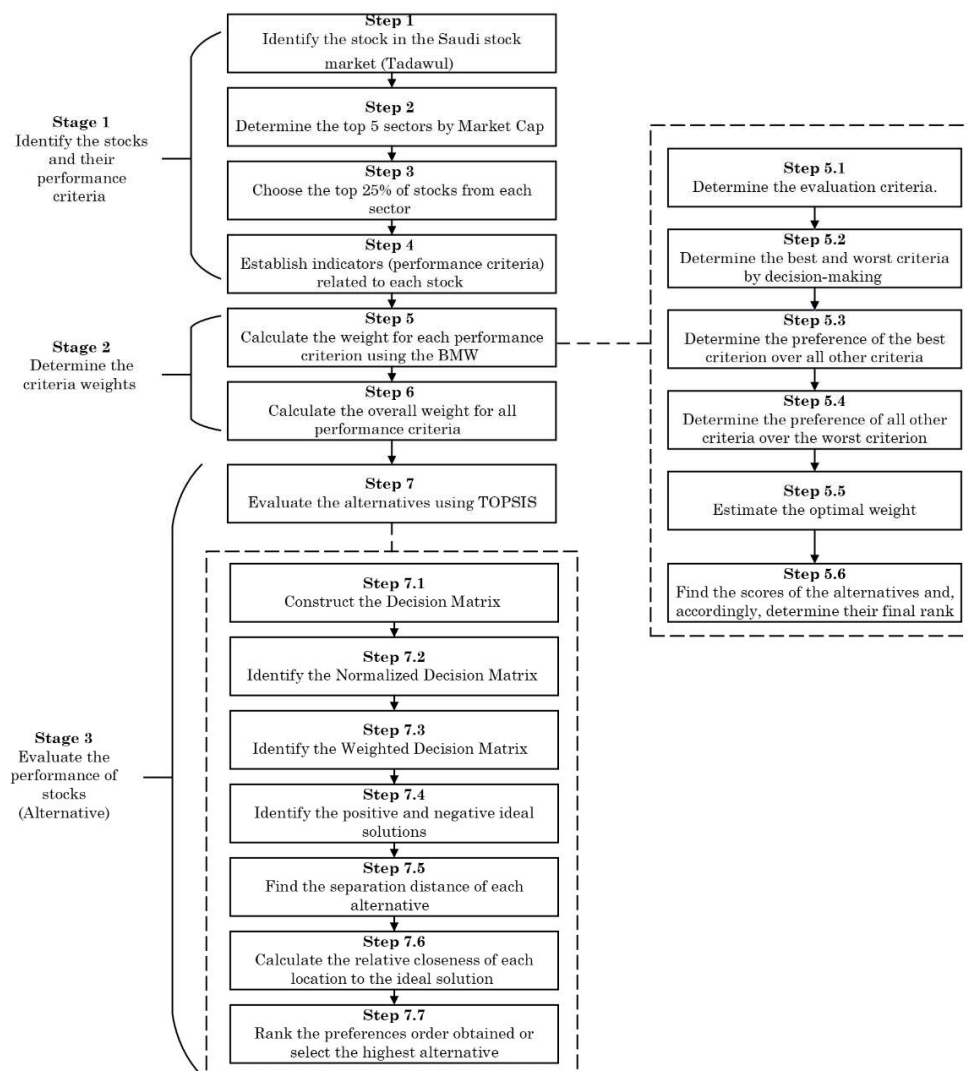 Step 1
Identify the stock in the Saudi stock
market (Tadawul)
Step 2
Determine the top 5 sectors by Market Cap
Step 3
Choose the top 25% of stocks from each
sector
Step 4
Establish indicators (performance criteria)
related to each stock
Stage 1
Identify the stocks
and their
performance
criteria
Step 5
Calculate the weight for each performance
criterion using the BMW
Step 6
Calculate the overall weight for all
performance criteria
Stage 2
Determine the
criteria weights
Step 5.1
Determine the evaluation criteria.
Step 5.2
Determine the best and worst criteria
by decision-making
Step 5.3
Determine the preference of the best
criterion over all other criteria
Step 5.4
Determine the preference of all other
criteria over the worst criterion
Step 5.5
Estimate the optimal weight
Step 5.6
Find the scores of the alternatives and,
accordingly, determine their final rank
Step 7
Evaluate the alternatives using TOPSIS
Step 7.1
Construct the Decision Matrix
Step 7.2
Identify the Normalized Decision Matrix
Step 7.3
Identify the Weighted Decision Matrix
Step 7.4
Identify the positive and negative ideal
solutions
Step 7.5
Find the separation distance of each
alternative
Step 7.6
Calculate the relative closeness of each
location to the ideal solution
Step 7.7
Rank the preferences order obtained or
select the highest alternative
Stage 3
Evaluate the
performance of
stocks
(Alternative)